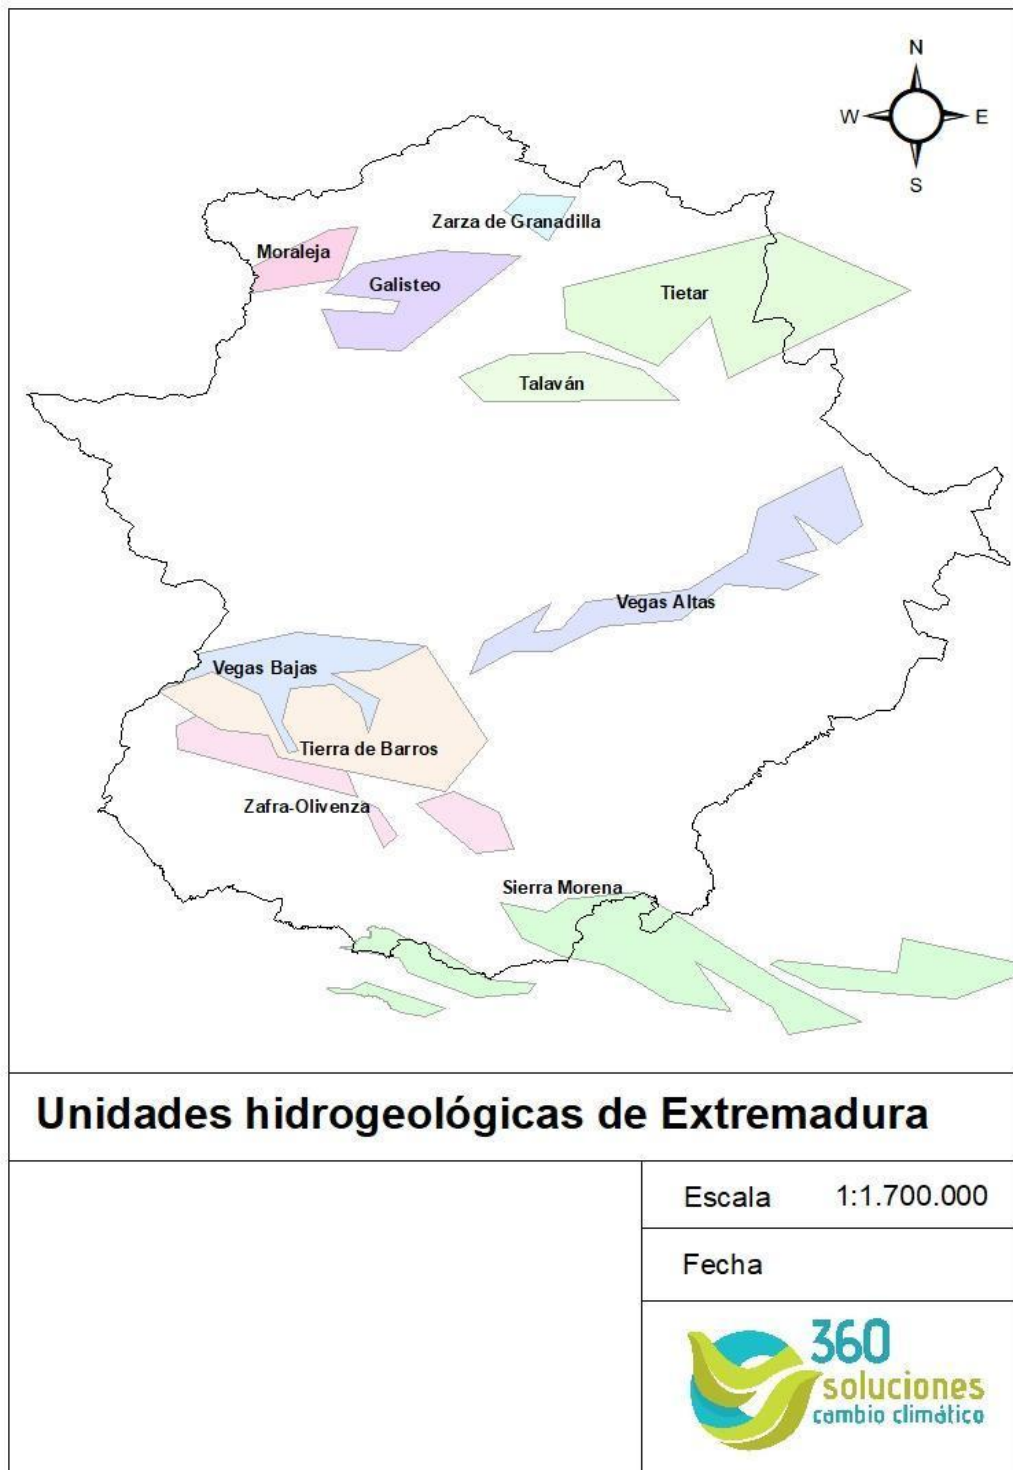 N
W E
S
Zarza de Granadilla
Moraleja
Galisteo
Tietar
Talaván
Vegas Altas
Vegas Bajas
Tierra de Barros
Zafra-Olivenza
Sierra Morena
Unidades hidrogeológicas de Extremadura
Escala 1:1.700.000
Fecha
360
soluciones
cambio climático